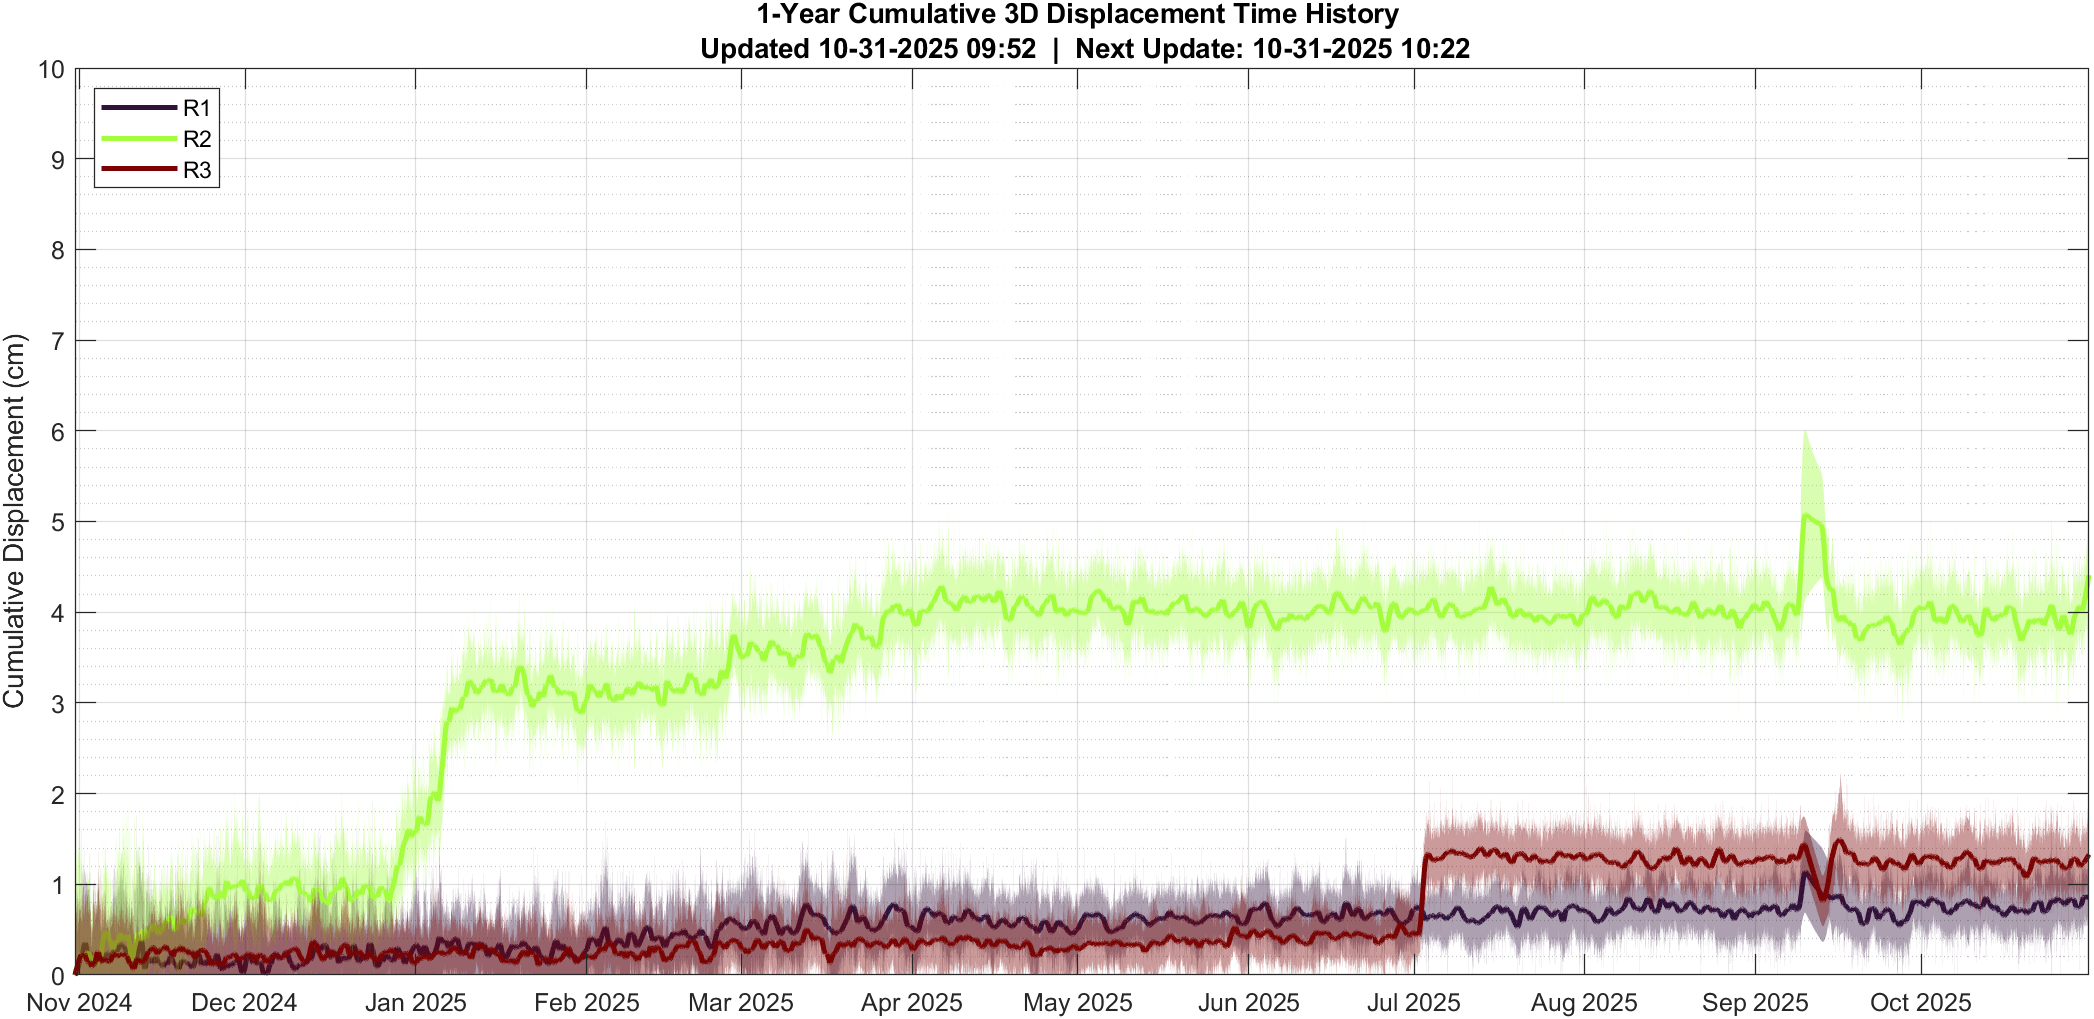 1-Year Cumulative 3D Displacement Time History
Updated 10-31-2025 09:52 | Next Update: 10-31-2025 10:22
R1
R2
R3
Cumulative Displacement (cm)
10
9
8
7
6
5
4
3
2
1
0
Nov 2024 Dec 2024 Jan 2025 Feb 2025 Mar 2025 Apr 2025 May 2025 Jun 2025 Jul 2025 Aug 2025 Sep 2025 Oct 2025